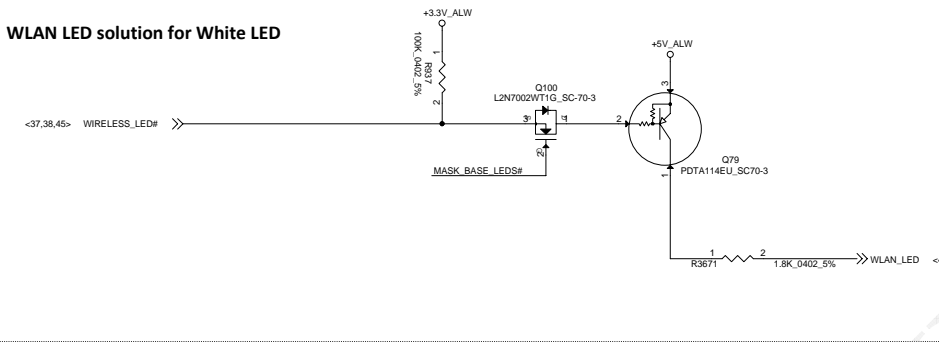 WLAN LED solution for White LED
+3.3V_ALW
+5V_ALW
1
R937
100K_0402_5%
2
3
Q100
L2N7002WT1G_SC-70-3
<37,38,45> WIRELESS_LED#
3
1
2
2
Q79
PDTA114EU_SC70-3
MASK_BASE_LEDS#
1
1
2
R3671
1.8K_0402_5%
WLAN_LED